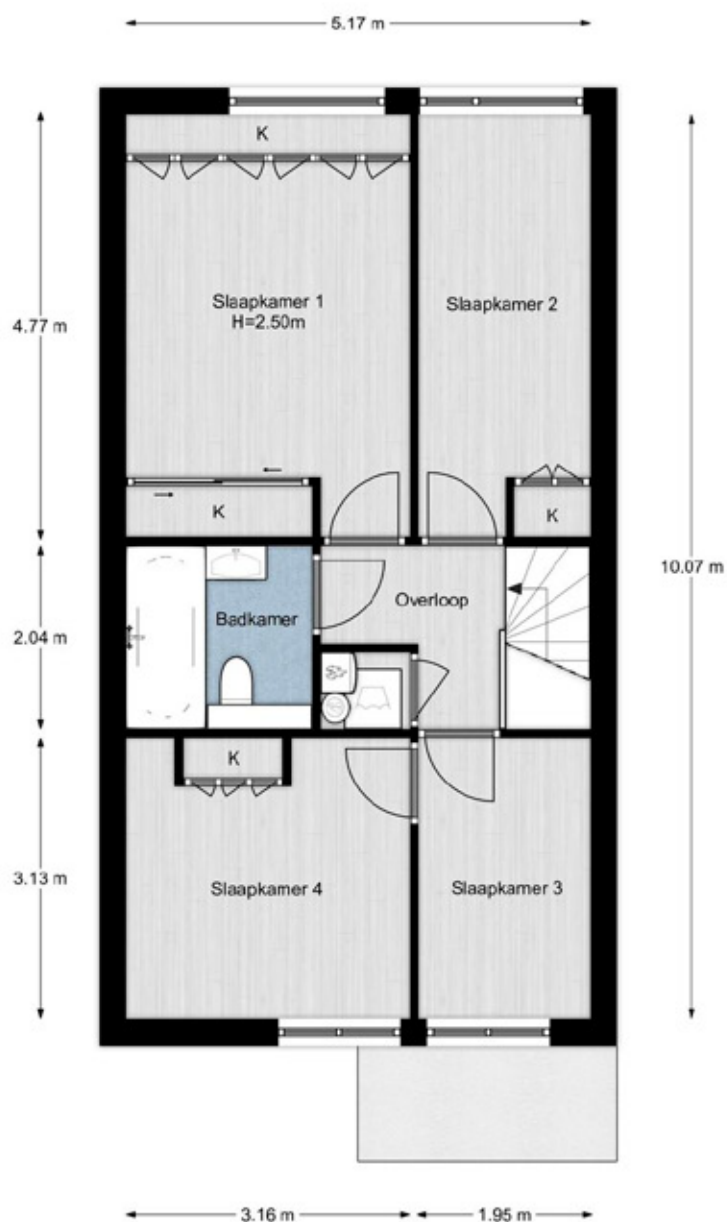 5.17 m
K
Slaapkamer 1
H=2.50m
Slaapkamer 2
4.77 m
K
K
10.07 m
Overloop
Badkamer
2.04 m
K
3.13 m
Slaapkamer 4
Slaapkamer 3
3.16 m
1.95 m